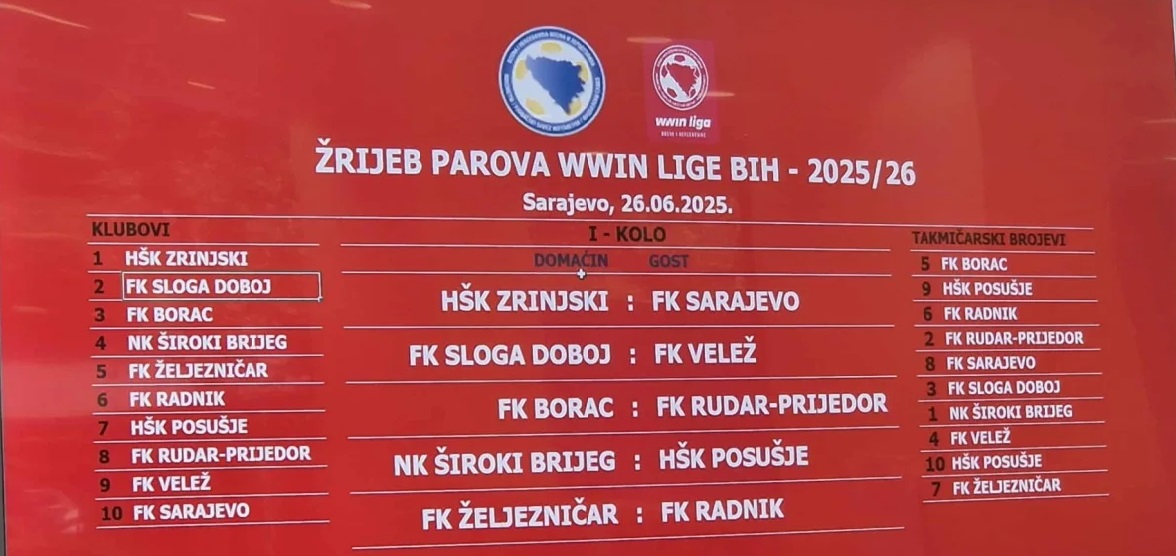 wwin liga
BOSNE I HERCEGOVINE
ŽRIJEB PAROVA WWIN LIGE BIH - 2025/26
Sarajevo, 26.06.2025.
KLUBOVI
1 HŠK ZRINJSKI
2 FK SLOGA DOBOJ
3 FK BORAC
4 NK ŠIROKI BRIJEG
5 FK ŽELJEZNIČAR
6 FK RADNIK
7 HŠK POSUŠJE
8 FK RUDAR-PRIJEDOR
9 FK VELEŽ
10 FK SARAJEVO
I - KOLO
DOMAĆIN GOST
HŠK ZRINJSKI : FK SARAJEVO
FK SLOGA DOBOJ : FK VELEŽ
FK BORAC : FK RUDAR-PRIJEDOR
NK ŠIROKI BRIJEG : HŠK POSUŠJE
FK ŽELJEZNIČAR : FK RADNIK
TAKMIČARSKI BROJEVI
5 FK BORAC
9 HŠK POSUŠJE
6 FK RADNIK
2 FK RUDAR-PRIJEDOR
8 FK SARAJEVO
3 FK SLOGA DOBOJ
1 NK ŠIROKI BRIJEG
4 FK VELEŽ
10 HŠK POSUŠJE
7 FK ŽELJEZNIČAR